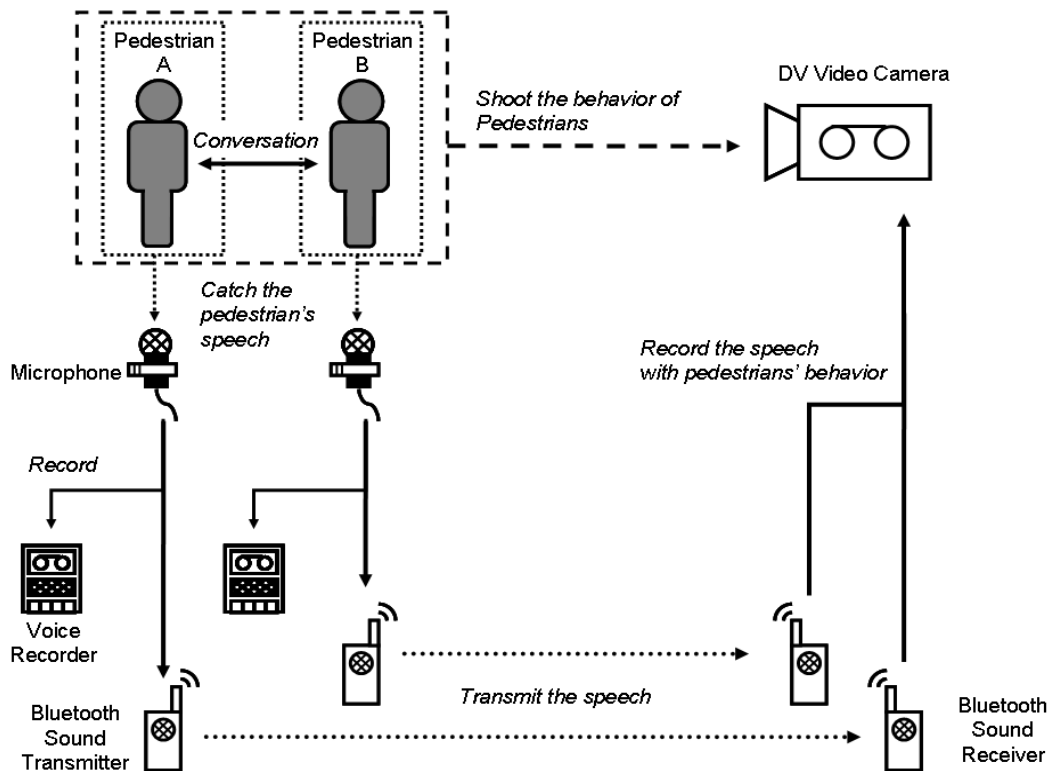 Pedestrian
A
Pedestrian
B
DV Video Camera
Shoot the behavior of
Pedestrians
Conversation
Catch the
pedestrian's
speech
Microphone
Record the speech
with pedestrians' behavior
Record
Voice
Recorder
Transmit the speech
Bluetooth
Sound
Transmitter
Bluetooth
Sound
Receiver